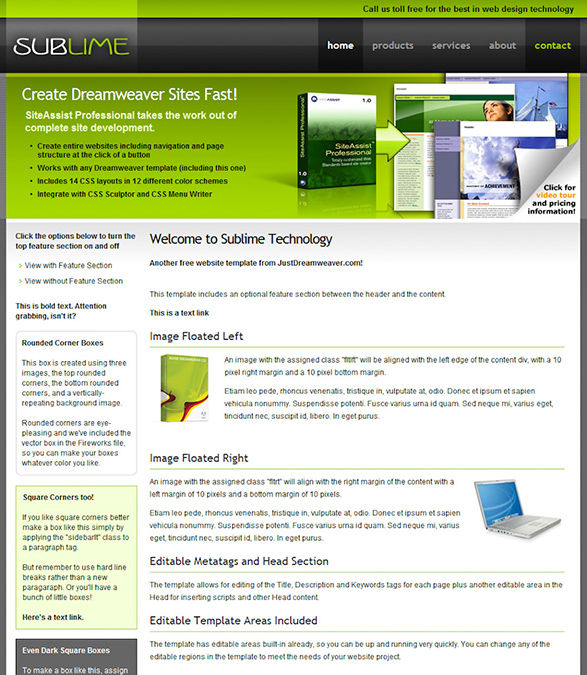 Call us toll free for the best in web design technology
SUBLIME
home products services about contact
Create Dreamweaver Sites Fast!
SiteAssist Professional takes the work out of
complete site development.
• Create entire websites including navigation and page
structure at the click of a button
• Works with any Dreamweaver template (including this one)
• Includes 14 CSS layouts in 12 different color schemes
• Integrate with CSS Sculptor and CSS Menu Writer
1.0
SiteAssist Professional
SiteAssist
Professional
1.0
ACHIEVEMENT
Click for
video tour
and pricing
information!
Click the options below to turn the
top feature section on and off
> View with Feature Section
> View without Feature Section
This is bold text. Attention
grabbing, isn't it?
Rounded Corner Boxes
This box is created using three
images, the top rounded
corners, the bottom rounded
corners, and a vertically-
repeating background image.
Rounded corners are eye-
pleasing and we've included the
vector box in the Fireworks file,
so you can make your boxes
whatever color you like.
Square Corners too!
If you like square corners better
make a box like this simply by
applying the "sidebarlt" class to
a paragraph tag.
But remember to use hard line
breaks rather than a new
paragaraph. Or you'll have a
bunch of little boxes!
Here's a text link.
Even Dark Square Boxes
To make a box like this, assign
Welcome to Sublime Technology
Another free website template from JustDreamweaver.com!
This template includes an optional feature section between the header and the content.
This is a text link
Image Floated Left
An image with the assigned class "fltlft" will be aligned with the left edge of the content div, with a 10
pixel right margin and a 10 pixel bottom margin.
Etiam leo pede, rhoncus venenatis, tristique in, vulputate at, odio. Donec et ipsum et sapien
vehicula nonummy. Suspendisse potenti. Fusce varius urna id quam. Sed neque mi, varius eget,
tincidunt nec, suscipit id, libero. In eget purus.
Image Floated Right
An image with the assigned class "fltrt" will align with the right margin of the content with a
left margin of 10 pixels and a bottom margin of 10 pixels.
Etiam leo pede, rhoncus venenatis, tristique in, vulputate at, odio. Donec et ipsum et sapien
vehicula nonummy. Suspendisse potenti. Fusce varius urna id quam. Sed neque mi, varius
eget, tincidunt nec, suscipit id, libero. In eget purus.
Editable Metatags and Head Section
The template allows for editing of the Title, Description and Keywords tags for each page plus another editable area in the
Head for inserting scripts and other Head content.
Editable Template Areas Included
The template has editable areas built-in already, so you can be up and running very quickly. You can change any of the
editable regions in the template to meet the needs of your website project.